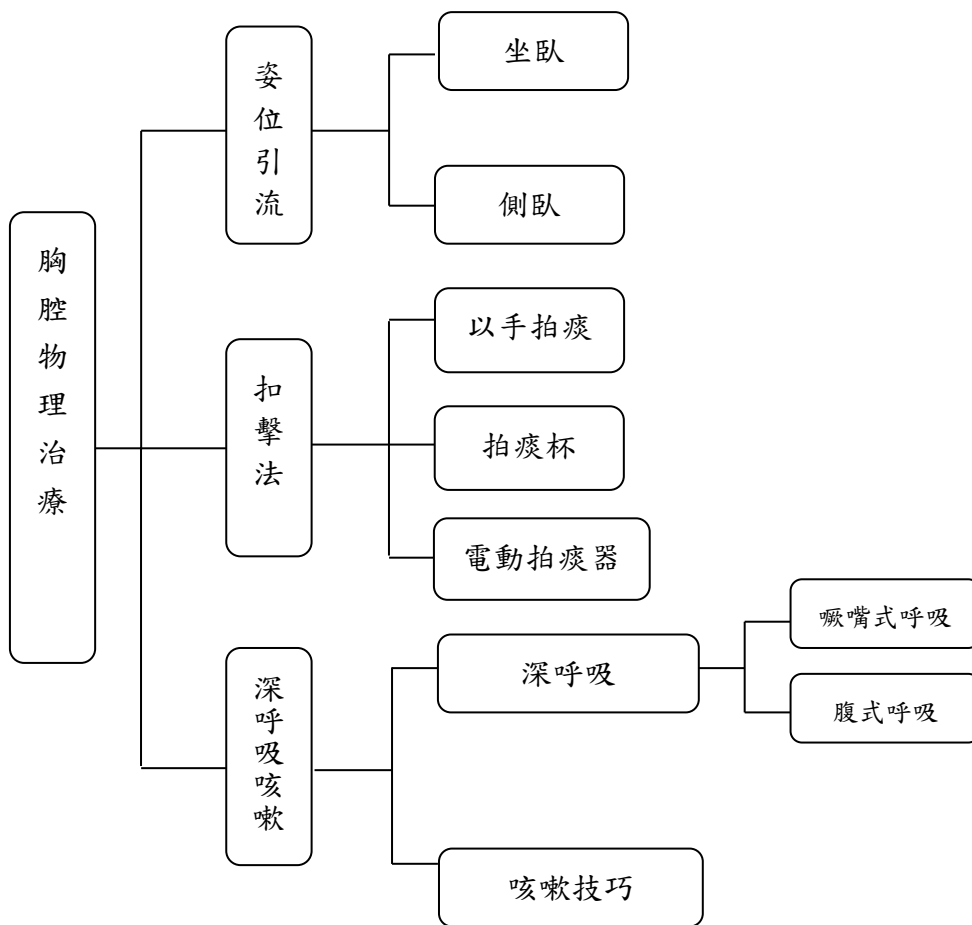 胸腔物理治療
姿位引流
坐臥
側臥
扣擊法
以手拍痰
拍痰杯
電動拍痰器
深呼吸咳嗽
深呼吸
噘嘴式呼吸
腹式呼吸
咳嗽技巧